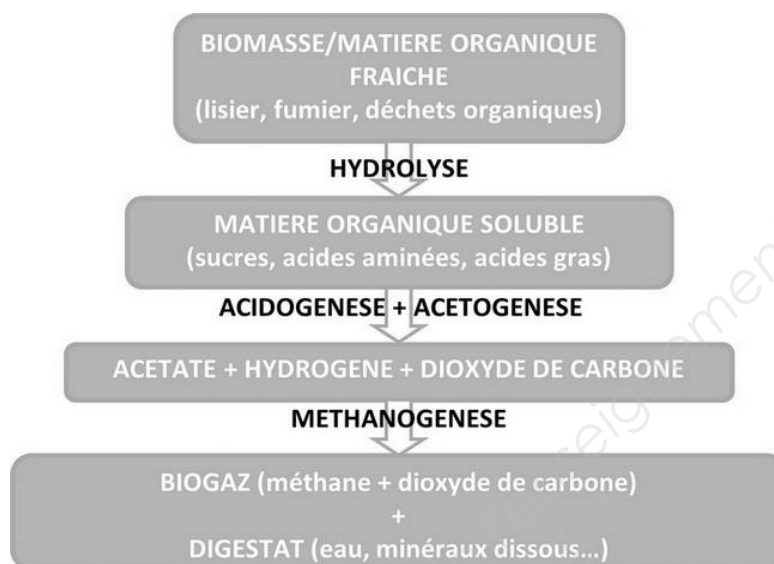 BIOMASSE/MATIERE ORGANIQUE
FRAICHE
(lisier, fumier, déchets organiques)
HYDROLYSE
MATIERE ORGANIQUE SOLUBLE
(sucres, acides aminées, acides gras)
ACIDOGENESE + ACETOGENESE
ACETATE + HYDROGENE + DIOXYDE DE CARBONE
METHANOGENESE
BIOGAZ (méthane + dioxyde de carbone)
+
DIGESTAT (eau, minéraux dissous...)